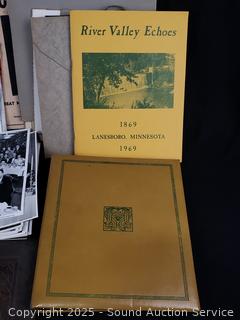 River Valley Echoes
1869
LANESBORO, MINNESOTA
1969
Copyright © 2025 - Sound Auction Service